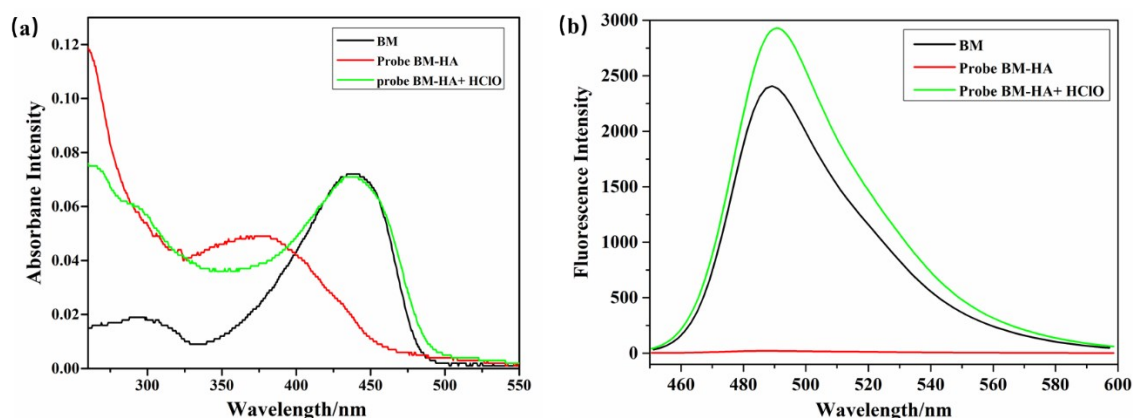 (a)
0.12
0.10
0.08
0.06
0.04
0.02
0.00
Absorbane Intensity
BM
Probe BM-HA
probe BM-HA+ HClO
300 350 400 450 500 550
Wavelength/nm
(b)
3000
2500
2000
1500
1000
500
0
Fluorescence Intensity
BM
Probe BM-HA
Probe BM-HA+ HClO
460 480 500 520 540 560 580 600
Wavelength/nm